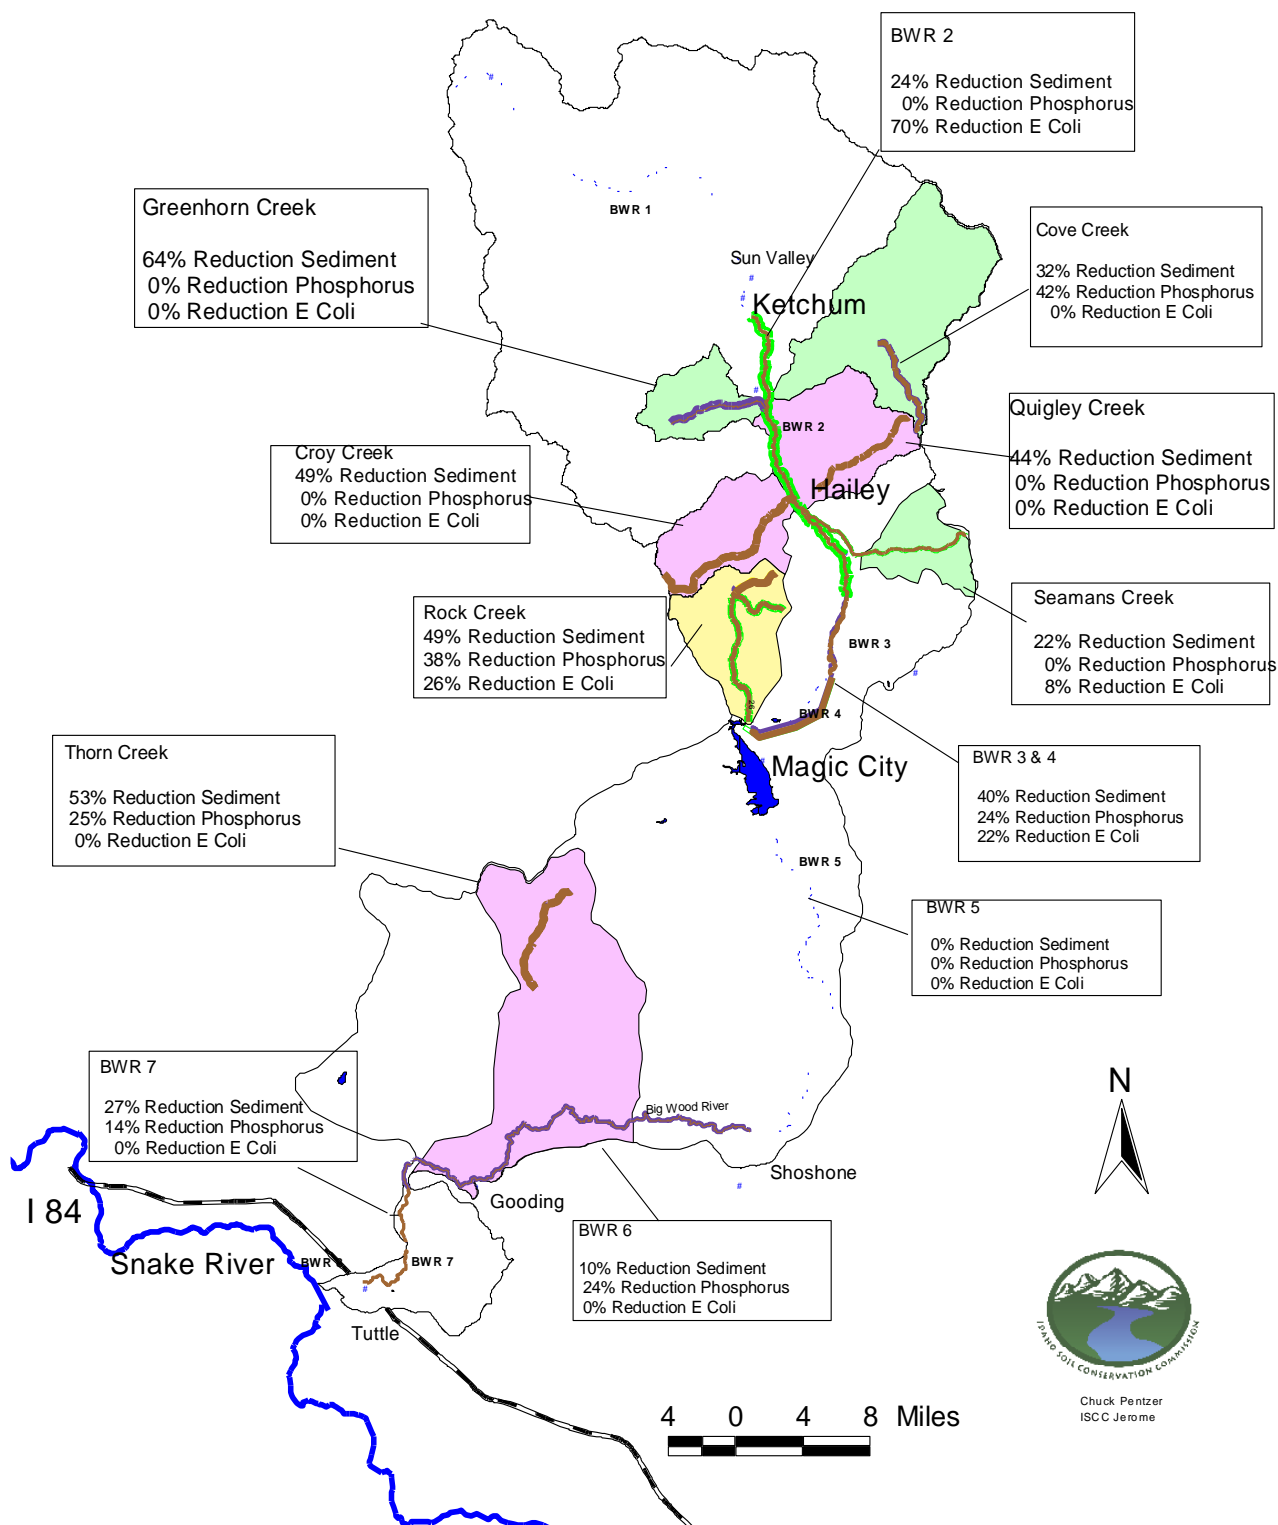 BWR 2
24% Reduction Sediment
0% Reduction Phosphorus
70% Reduction E Coli
Greenhorn Creek
64% Reduction Sediment
0% Reduction Phosphorus
0% Reduction E Coli
BWR 1
Cove Creek
32% Reduction Sediment
42% Reduction Phosphorus
0% Reduction E Coli
Sun Valley
Ketchum
Quigley Creek
44% Reduction Sediment
0% Reduction Phosphorus
0% Reduction E Coli
BWR 2
Croy Creek
49% Reduction Sediment
0% Reduction Phosphorus
0% Reduction E Coli
Hailey
Seamans Creek
22% Reduction Sediment
0% Reduction Phosphorus
8% Reduction E Coli
Rock Creek
49% Reduction Sediment
38% Reduction Phosphorus
26% Reduction E Coli
BWR 3
BWR 4
26
Magic City
Thorn Creek
53% Reduction Sediment
25% Reduction Phosphorus
0% Reduction E Coli
BWR 3 & 4
40% Reduction Sediment
24% Reduction Phosphorus
22% Reduction E Coli
BWR 5
BWR 5
0% Reduction Sediment
0% Reduction Phosphorus
0% Reduction E Coli
BWR 7
27% Reduction Sediment
14% Reduction Phosphorus
0% Reduction E Coli
Big Wood River
N
Shoshone
Gooding
I 84
Snake River
BWR
BWR 7
BWR 6
10% Reduction Sediment
24% Reduction Phosphorus
0% Reduction E Coli
Tuttle
IDAHO SOIL CONSERVATION COMMISSION
Chuck Pentzer
ISCC Jerome
4 0 4 8 Miles